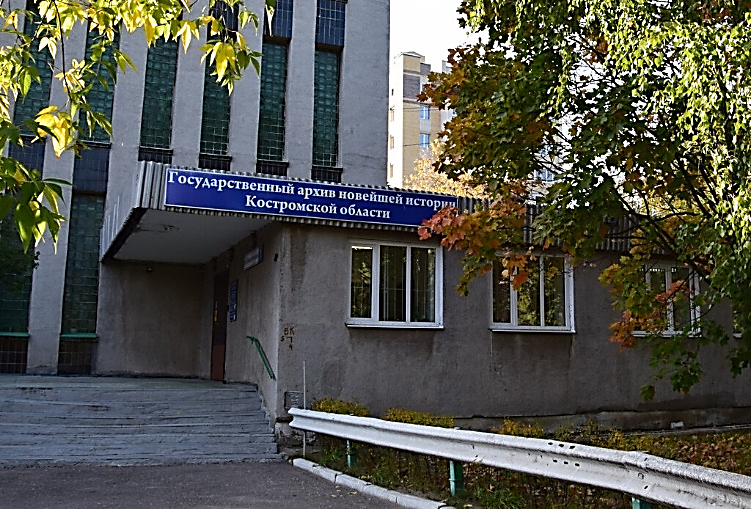 Государственный архив новейшей истории
Костромской области